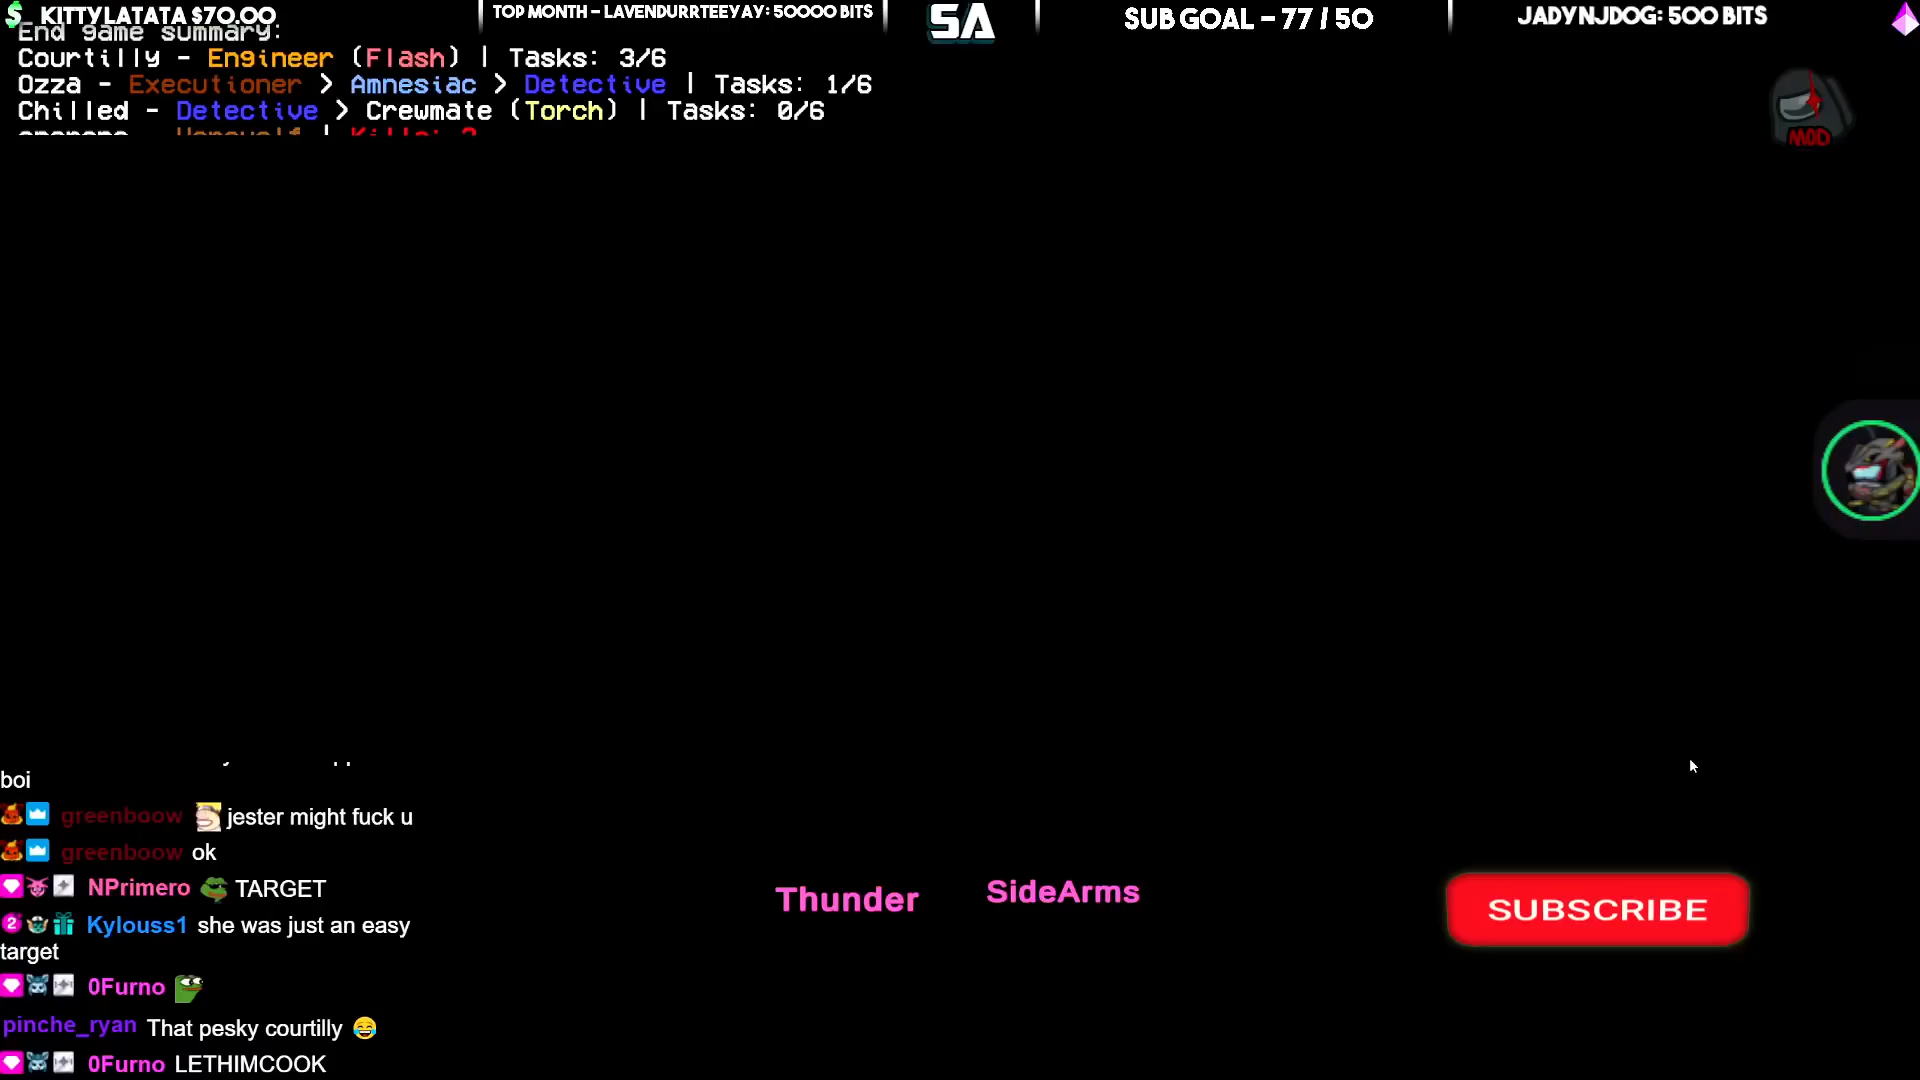 $ KITTYLATATA $70.00
TOP MONTH - LAVENDURRTEEYAY: 50000 BITS
SA
SUB GOAL - 77 / 50
JADYNJDOG: 500 BITS
End game summary:
Courtilly - Engineer (Flash) | Tasks: 3/6
Ozza - Executioner > Amnesiac > Detective | Tasks: 1/6
Chilled - Detective > Crewmate (Torch) | Tasks: 0/6
MOD
boi
greenboow jester might fuck u
greenboow ok
NPrimero TARGET
2 Kylouss1 she was just an easy
target
0Furno
pinche_ryan That pesky courtilly 😂
0Furno LETHIMCOOK
Thunder
SideArms
SUBSCRIBE